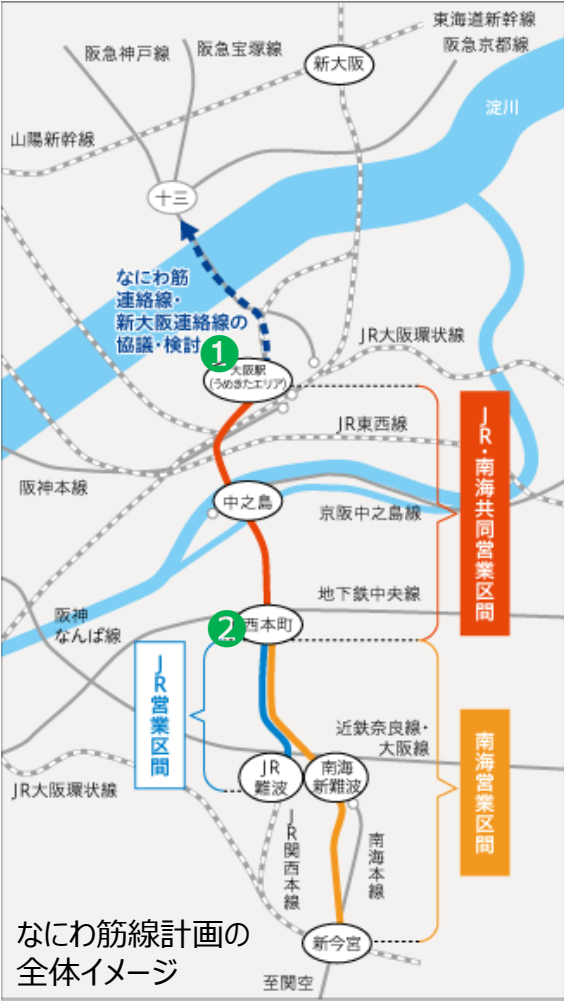 東海道新幹線
阪急神戸線
阪急宝塚線
阪急京都線
新大阪
淀川
山陽新幹線
十三
なにわ筋
連絡線・
新大阪連絡線の
協議・検討
1
大阪駅
(うめきたエリア)
JR大阪環状線
JR東西線
JR・南海共同営業区間
阪神本線
中之島
京阪中之島線
地下鉄中央線
阪神
なんば線
2
西本町
JR営業区間
近鉄奈良線・
大阪線
南海営業区間
JR
難波
南海
新難波
JR大阪環状線
JR関西本線
南海本線
なにわ筋線計画の
全体イメージ
新今宮
至関空